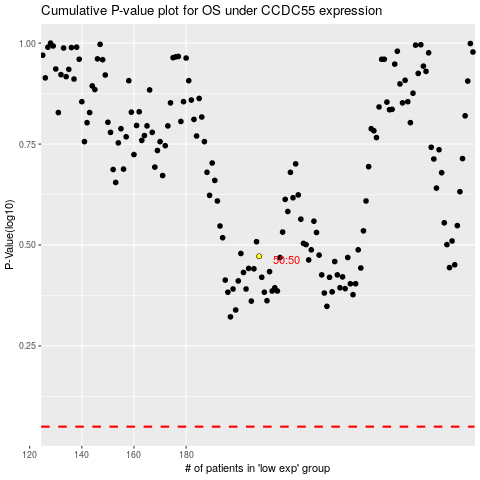 Cumulative P-value plot for OS under CCDC55 expression
P-Value(log10)
1.00
0.75
0.50
0.25
50:50
120 140 160 180
# of patients in 'low exp' group